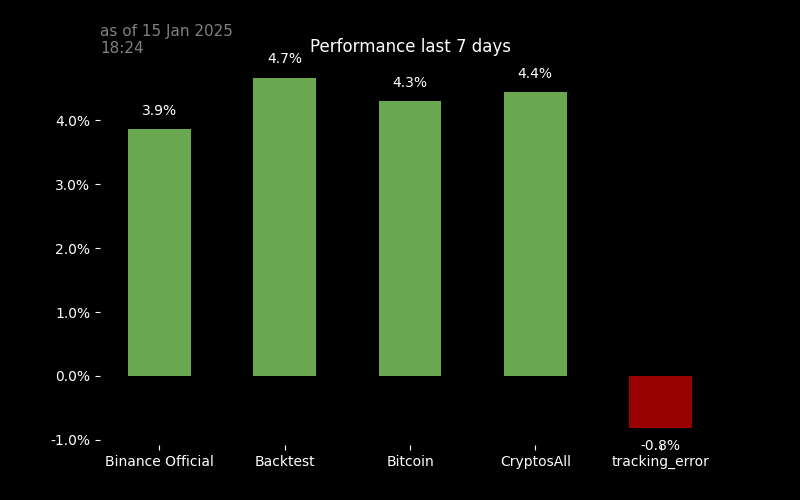 as of 15 Jan 2025
18:24
Performance last 7 days
4.7%
4.4%
4.3%
3.9%
4.0%
3.0%
2.0%
1.0%
0.0%
-1.0%
-0.8%
Binance Official
Backtest
Bitcoin
CryptosAll
tracking_error